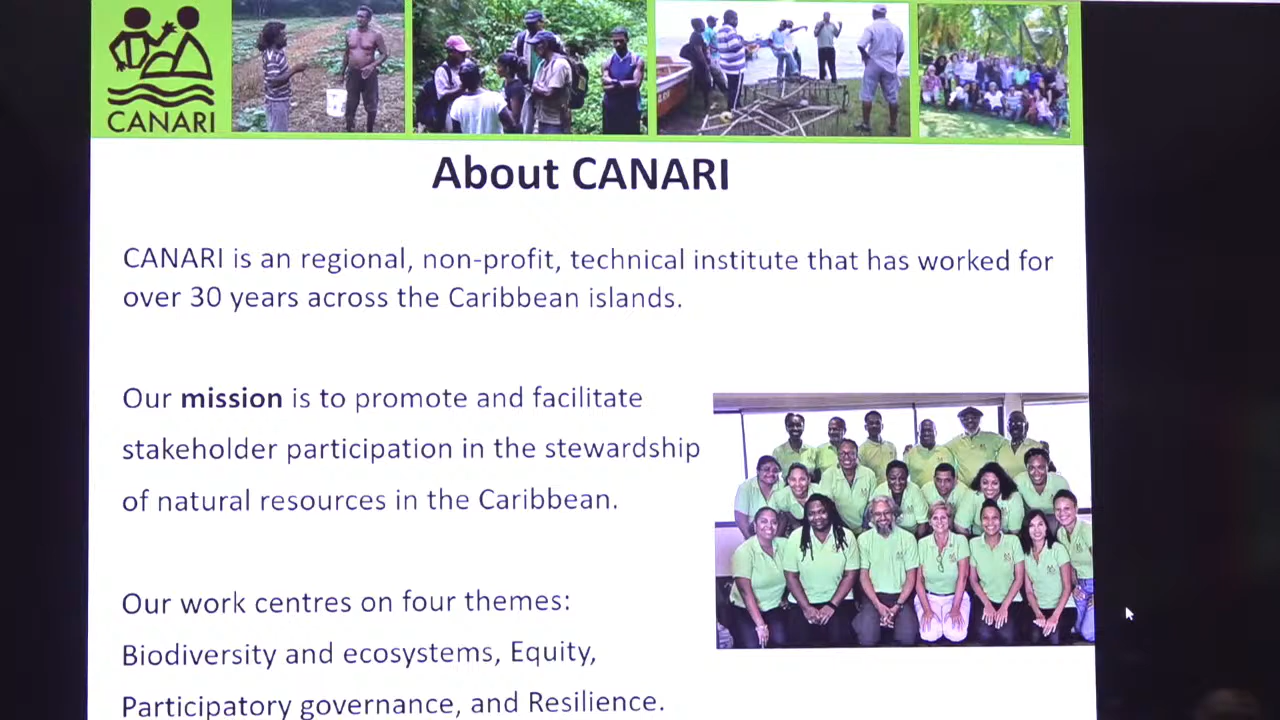 CANARI
About CANARI
CANARI is an regional, non-profit, technical institute that has worked for
over 30 years across the Caribbean islands.
Our mission is to promote and facilitate
stakeholder participation in the stewardship
of natural resources in the Caribbean.
Our work centres on four themes:
Biodiversity and ecosystems, Equity,
Participatory governance, and Resilience.